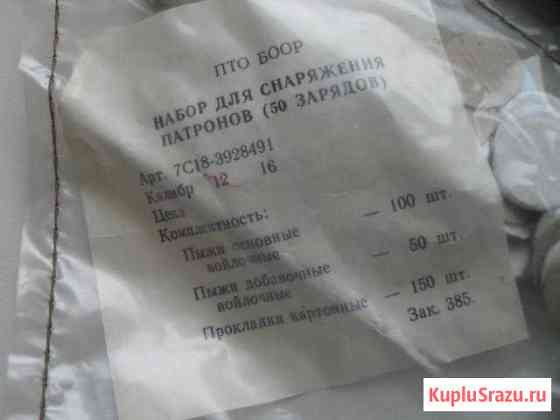 ПТО БООР
НАБОР ДЛЯ СНАРЯЖЕНИЯ
ПАТРОНОВ (50 ЗАРЯДОВ)
Арт. 7С18-3928491
Калибр 12 16
Цена
Комплектность:
Пыжи основные
войлочные — 100 шт.
Пыжи добавочные
войлочные — 50 шт.
Прокладки картонные — 150 шт.
Зак. 385.
KupluSrazu.ru